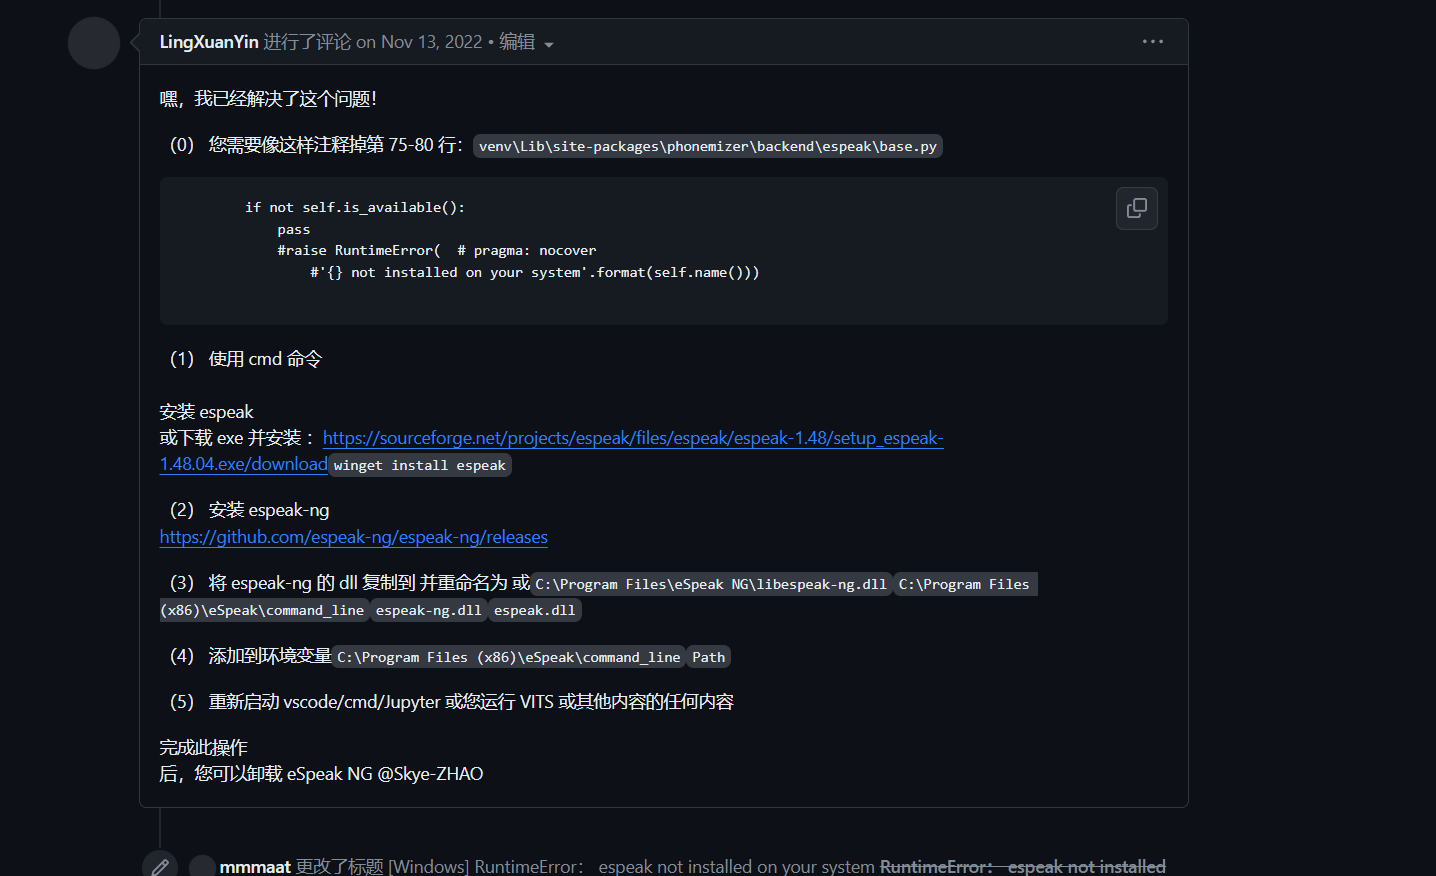 LingXuanYin 进行了评论 on Nov 13, 2022 • 编辑
嘿，我已经解决了这个问题！
（0） 您需要像这样注释掉第 75-80 行： venv\Lib\site-packages\phonemizer\backend\espeak\base.py
if not self.is_available():
pass
#raise RuntimeError(  # pragma: nocover
#'{} not installed on your system'.format(self.name()))
（1） 使用 cmd 命令
安装 espeak
或下载 exe 并安装 ： https://sourceforge.net/projects/espeak/files/espeak/espeak-1.48/setup_espeak-
1.48.04.exe/download winget install espeak
（2） 安装 espeak-ng
https://github.com/espeak-ng/espeak-ng/releases
（3） 将 espeak-ng 的 dll 复制到 并重命名为 或 C:\Program Files\eSpeak NG\libespeak-ng.dll C:\Program Files
(x86)\eSpeak\command_line espeak-ng.dll espeak.dll
（4） 添加到环境变量 C:\Program Files (x86)\eSpeak\command_line Path
（5） 重新启动 vscode/cmd/Jupyter 或您运行 VITS 或其他内容的任何内容
完成此操作
后，您可以卸载 eSpeak NG @Skye-ZHAO
mmmaat 更改了标题 [Windows] RuntimeError： espeak not installed on your system RuntimeError： espeak not installed